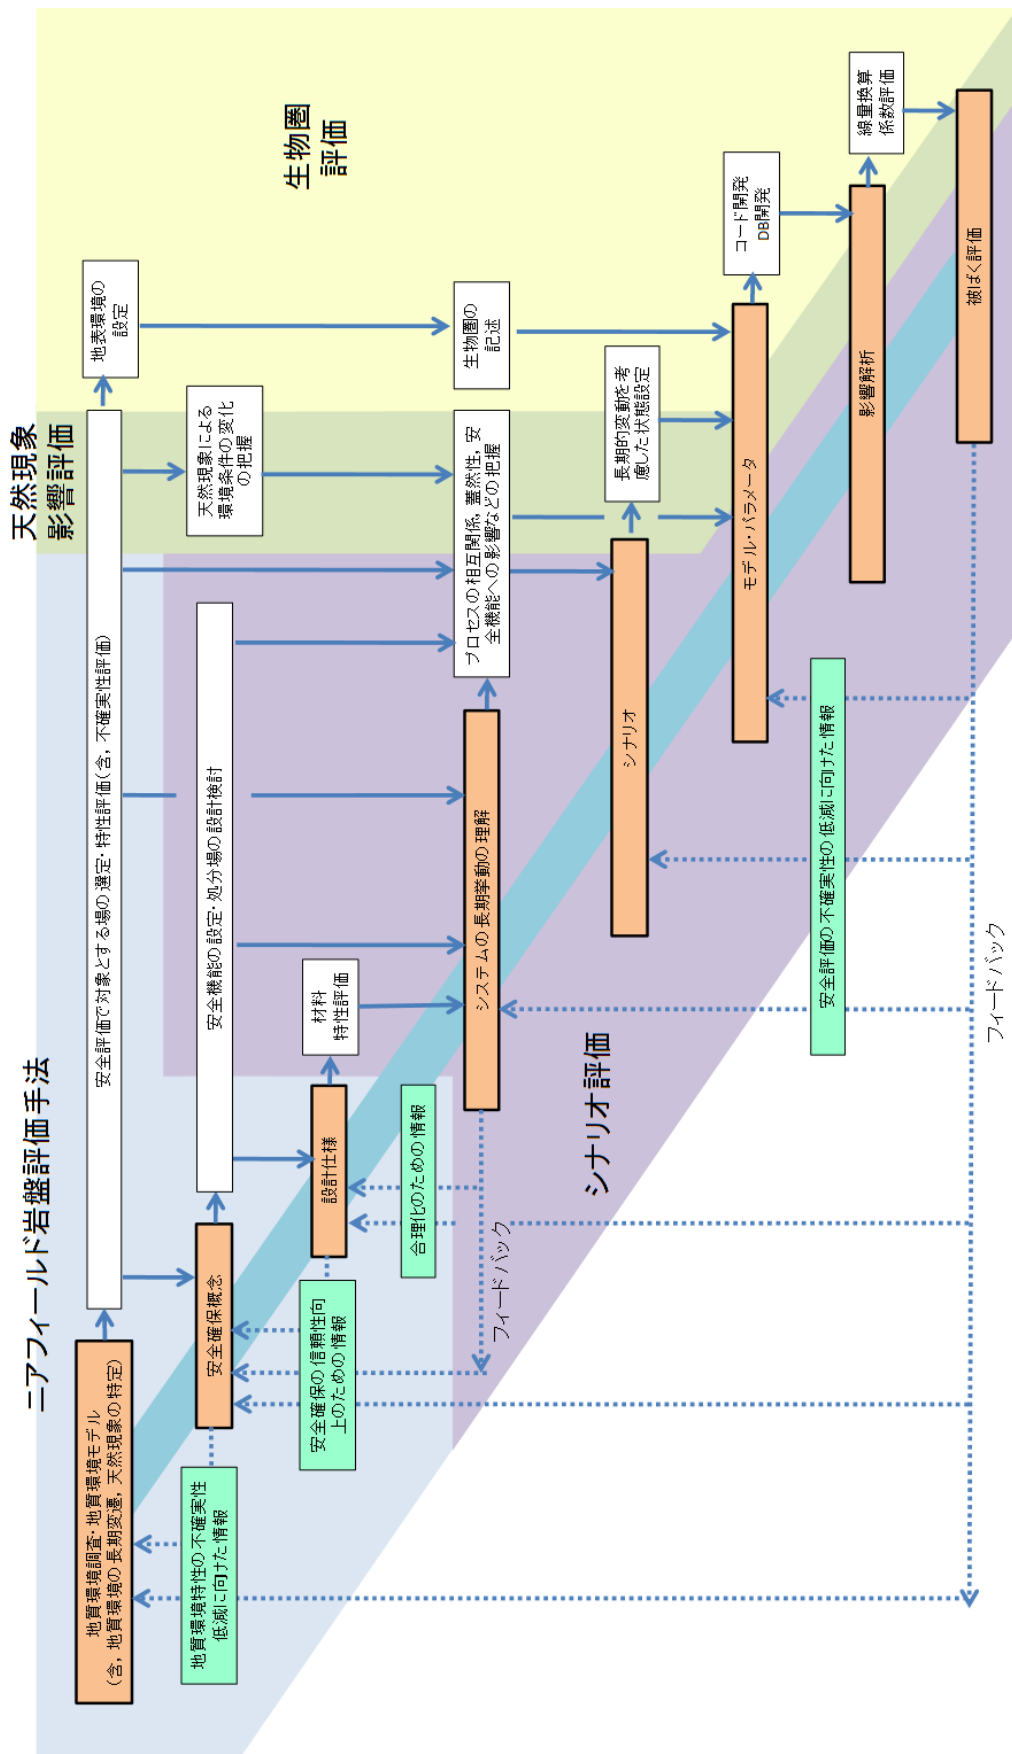 ニアフィールド岩盤評価手法
天然現象
影響評価
生物圏
評価
シナリオ評価
地質環境調査・地質環境モデル
(含, 地質環境の長期変遷, 天然現象の特定)
安全評価で対象とする場の選定・特性評価(含, 不確実性評価)
地表環境の
設定
地質環境特性の不確実性
低減に向けた情報
安全確保概念
安全機能の設定・処分場の設計検討
天然現象による
環境条件の変化
の把握
安全確保の信頼性向
上のための情報
設計仕様
材料
特性評価
合理化のための情報
フィードバック
システムの長期挙動の理解
プロセスの相互関係, 蓋然性, 安
全機能への影響などの把握
生物圏の
記述
シナリオ
長期的変動を考
慮した状態設定
モデル・パラメータ
コード開発
DB開発
安全評価の不確実性の低減に向けた情報
影響解析
線量換算
係数評価
被ばく評価
フィードバック